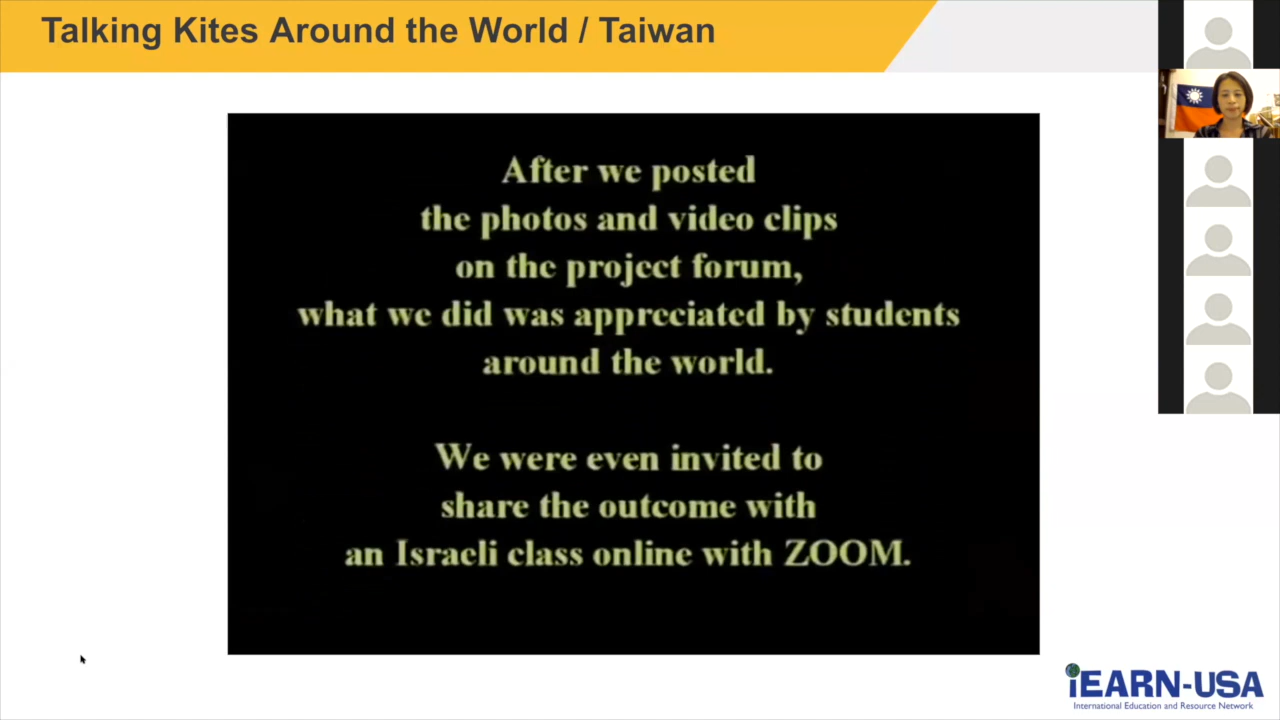 Talking Kites Around the World / Taiwan
After we posted
the photos and video clips
on the project forum,
what we did was appreciated by students
around the world.
We were even invited to
share the outcome with
an Israeli class online with ZOOM.
iEARN-USA
International Education and Resource Network